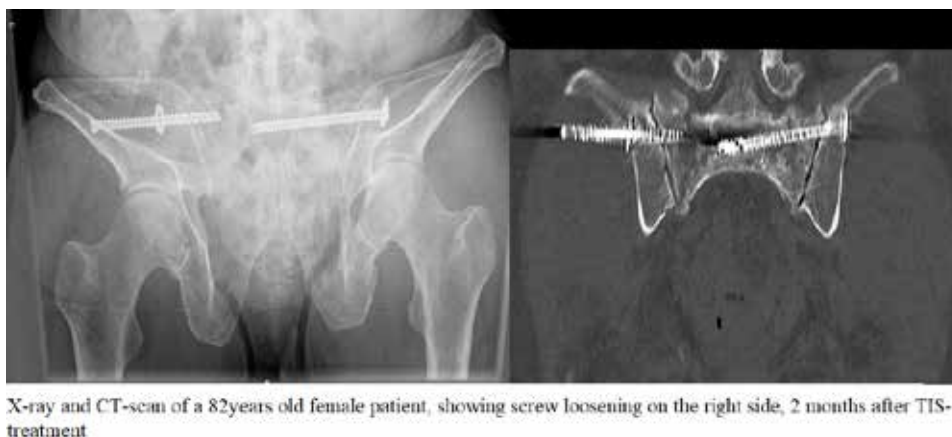 X-ray and CT-scan of a 82years old female patient, showing screw loosening on the right side, 2 months after TIS-
treatment